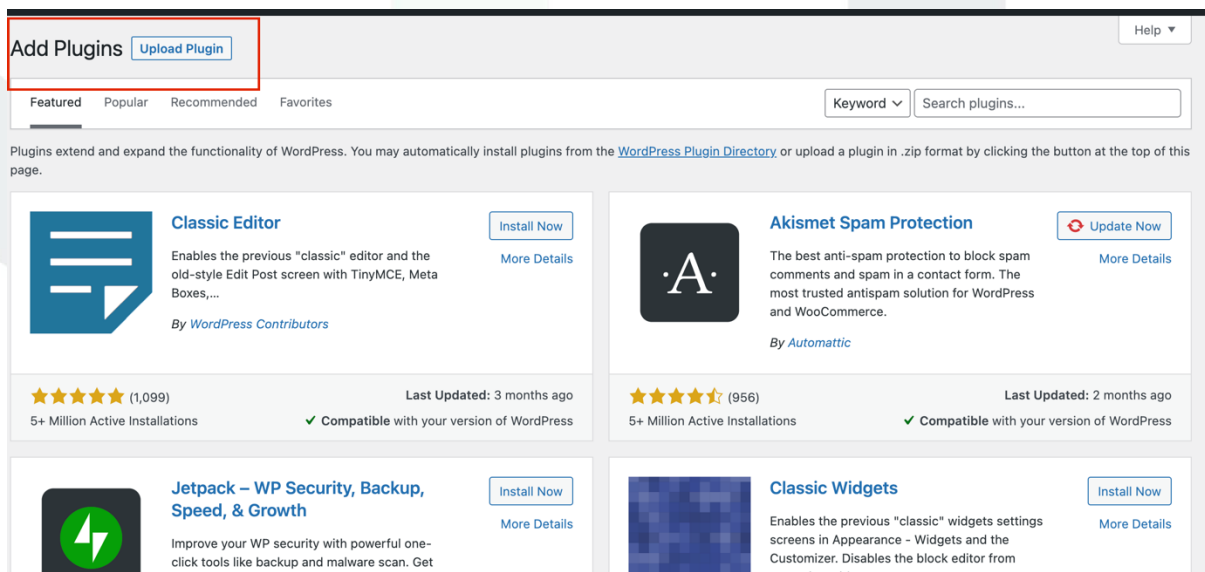 Help ▼
Add Plugins Upload Plugin
Featured Popular Recommended Favorites
Keyword Search plugins...
Plugins extend and expand the functionality of WordPress. You may automatically install plugins from the WordPress Plugin Directory or upload a plugin in .zip format by clicking the button at the top of this
page.
Classic Editor
Install Now
More Details
Enables the previous "classic" editor and the
old-style Edit Post screen with TinyMCE, Meta
Boxes,...
By WordPress Contributors
(1,099)
5+ Million Active Installations
Last Updated: 3 months ago
Compatible with your version of WordPress
Akismet Spam Protection
Update Now
More Details
·A·
The best anti-spam protection to block spam
comments and spam in a contact form. The
most trusted antispam solution for WordPress
and WooCommerce.
By Automattic
(956)
5+ Million Active Installations
Last Updated: 2 months ago
Compatible with your version of WordPress
Jetpack – WP Security, Backup,
Speed, & Growth
Install Now
More Details
Improve your WP security with powerful one-
click tools like backup and malware scan. Get
Classic Widgets
Install Now
More Details
Enables the previous "classic" widgets settings
screens in Appearance - Widgets and the
Customizer. Disables the block editor from